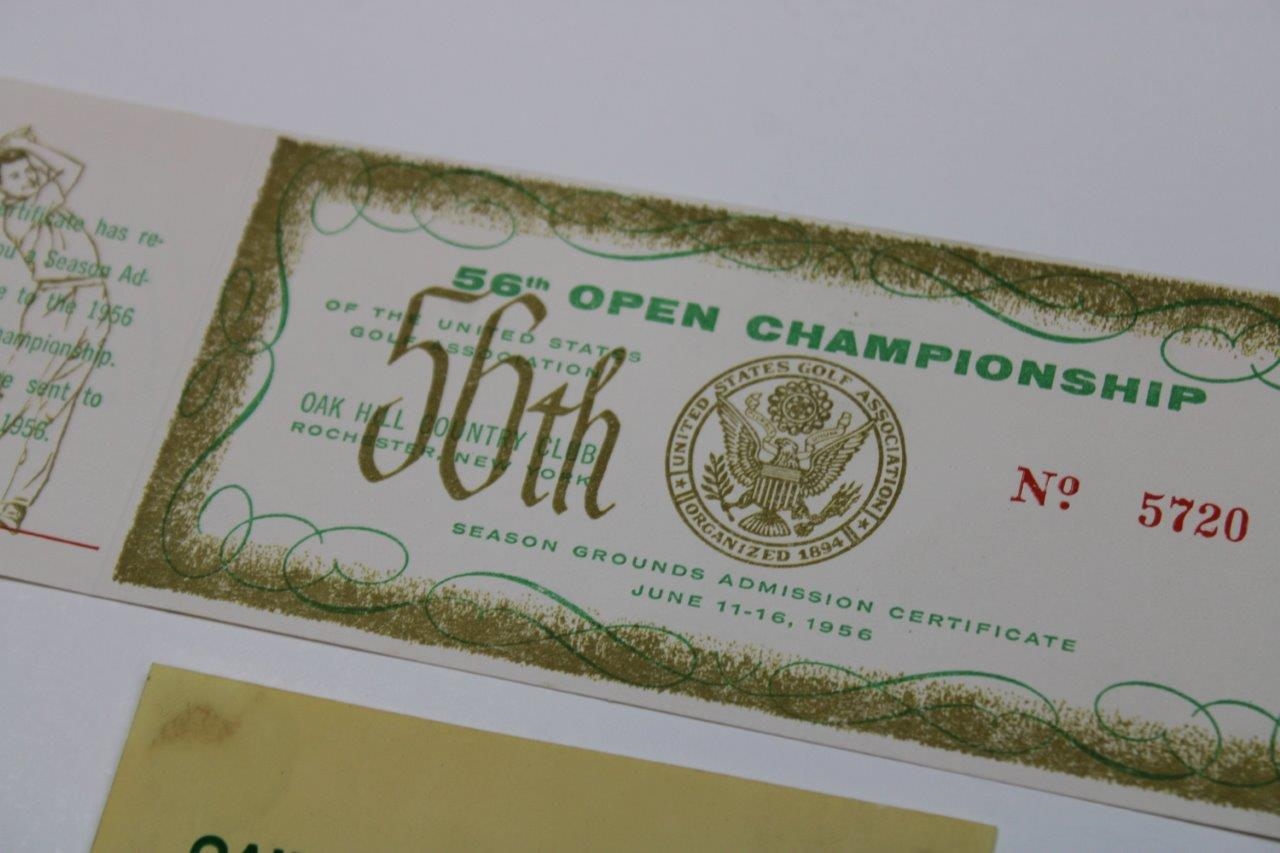 ertificate has re-
ou a Season Ad-
e to the 1956
hampionship.
e sent to
1956.
56th OPEN CHAMPIONSHIP
OF THE UNITED STATES
GOLF ASSOCIATION
56th
OAK HILL COUNTRY CLUB
ROCHESTER, NEW YORK
UNITED STATES GOLF ASSOCIATION
ORGANIZED 1894
No 5720
SEASON GROUNDS ADMISSION CERTIFICATE
JUNE 11-16, 1956